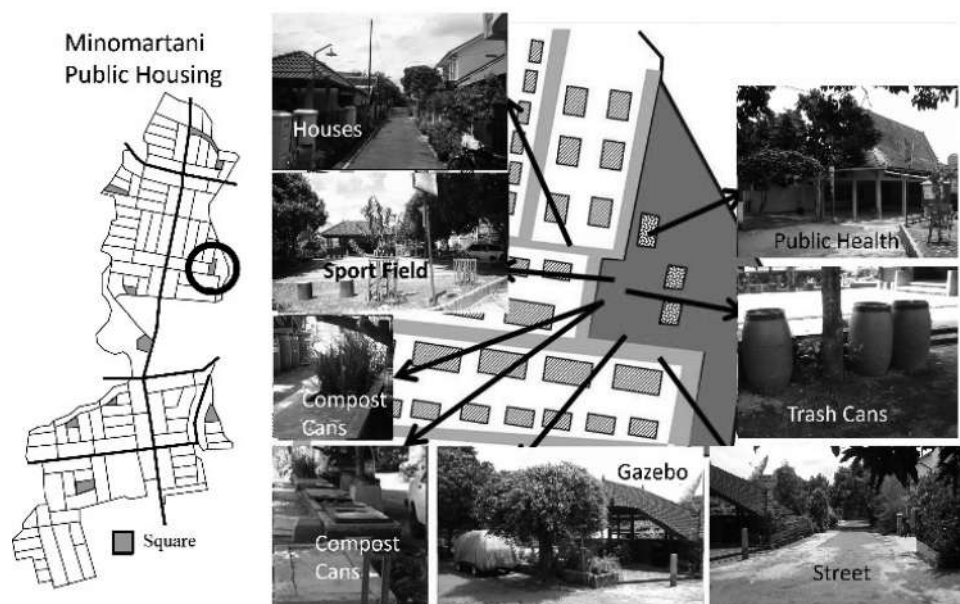 Minomartani
Public Housing
Square
Houses
Sport Field
Compost
Cans
Compost
Cans
Gazebo
Street
Public Health
Trash Cans